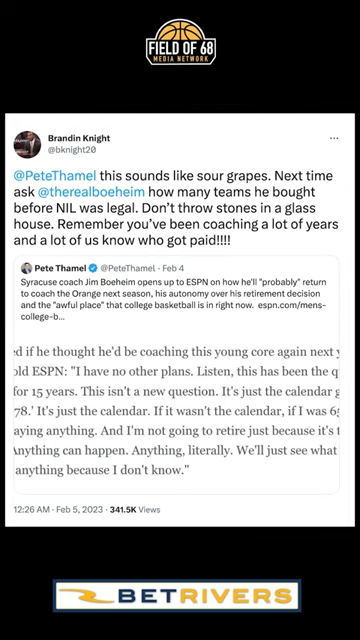 FIELD OF 68
MEDIA NETWORK
Brandin Knight
@bknight20
@PeteThamel this sounds like sour grapes. Next time
ask @therealboeheim how many teams he bought
before NIL was legal. Don’t throw stones in a glass
house. Remember you’ve been coaching a lot of years
and a lot of us know who got paid!!!!
Pete Thamel @PeteThamel · Feb 4
Syracuse coach Jim Boeheim opens up to ESPN on how he'll "probably" return
to coach the Orange next season, his autonomy over his retirement decision
and the "awful place" that college basketball is in right now. espn.com/mens-
college-b...
ed if he thought he'd be coaching this young core again next
old ESPN: "I have no other plans. Listen, this has been the
for 15 years. This isn't a new question. It's just the calendar
78.' It's just the calendar. If it wasn't the calendar, if I was
aying anything. And I'm not going to retire just because it's
Anything can happen. Anything, literally. We'll just see what
anything because I don't know."
12:26 AM · Feb 5, 2023 · 341.5K Views
BETRIVERS